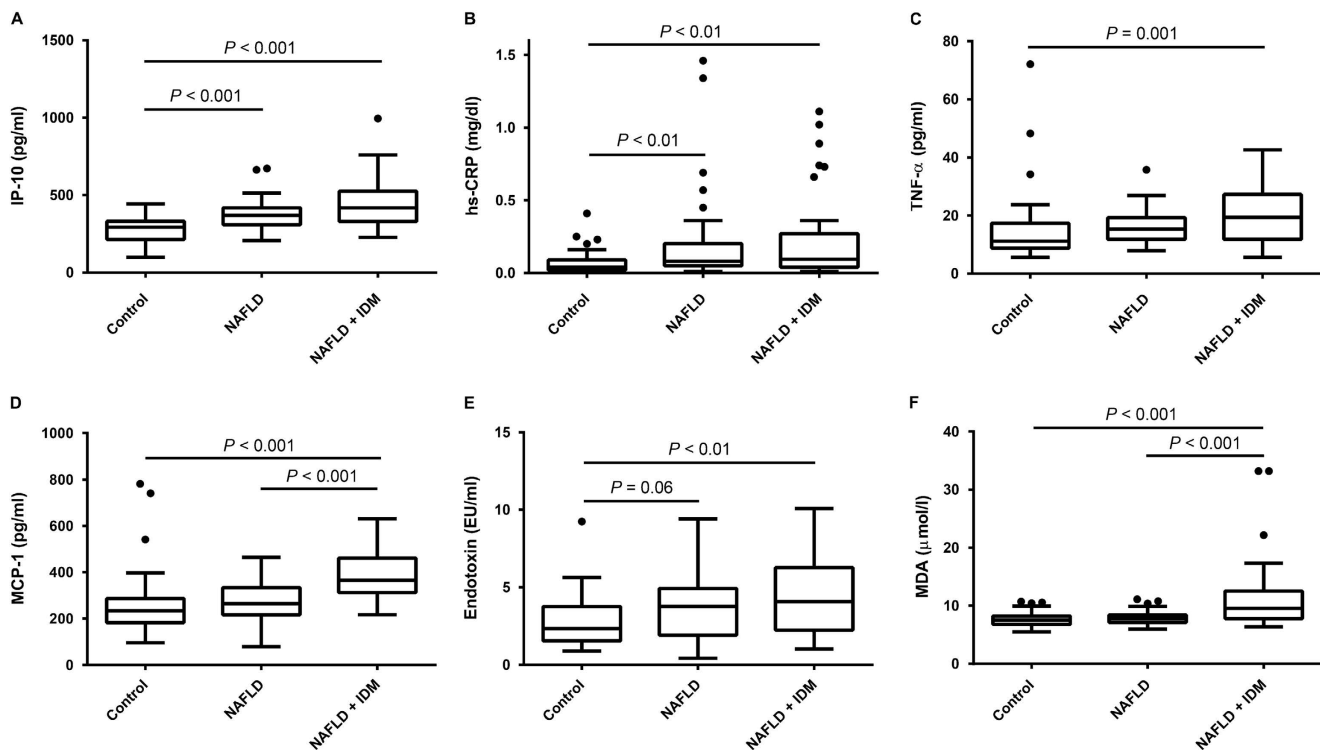 A
IP-10 (pg/ml)
1500
1000
500
0
P < 0.001
P < 0.001
Control
NAFLD
NAFLD + IDM
B
hs-CRP (mg/dl)
1.5
1.0
0.5
0.0
P < 0.01
P < 0.01
Control
NAFLD
NAFLD + IDM
C
TNF-α (pg/ml)
80
60
40
20
0
P = 0.001
Control
NAFLD
NAFLD + IDM
D
MCP-1 (pg/ml)
1000
800
600
400
200
0
P < 0.001
P < 0.001
Control
NAFLD
NAFLD + IDM
E
Endotoxin (EU/ml)
15
10
5
0
P < 0.01
P = 0.06
Control
NAFLD
NAFLD + IDM
F
MDA (μmol/l)
40
30
20
10
0
P < 0.001
P < 0.001
Control
NAFLD
NAFLD + IDM